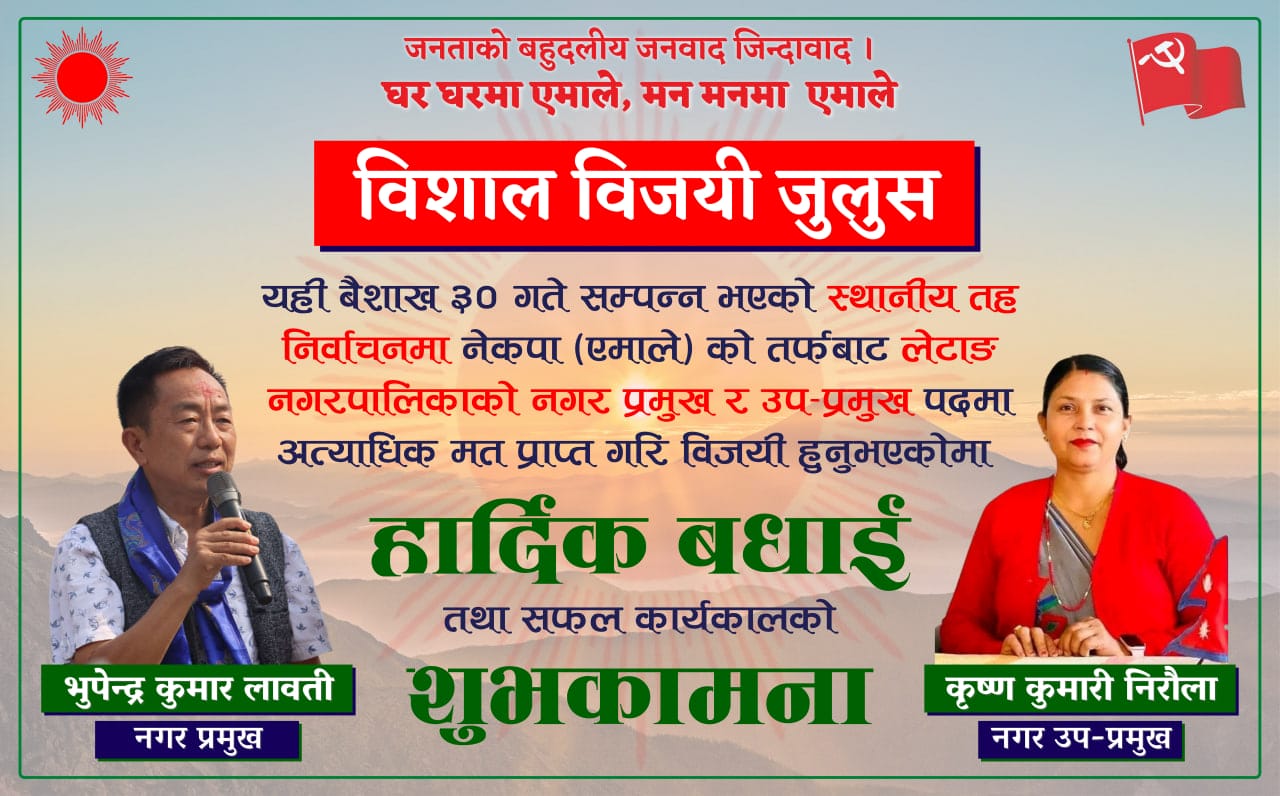 जनताको बहुदलीय जनवाद जिन्दावाद ।
घर घरमा एमाले, मन मनमा एमाले
विशाल विजयी जुलुस
यही बैशाख ३० गते सम्पन्न भएको स्थानीय तह
निर्वाचनमा नेकपा (एमाले) को तर्फबाट लेटाङ
नगरपालिकाको नगर प्रमुख र उप-प्रमुख पदमा
अत्याधिक मत प्राप्त गरि विजयी हुनुभएकोमा
हार्दिक बधाई
तथा सफल कार्यकालको
शुभकामना
भुपेन्द्र कुमार लावती
नगर प्रमुख
कृष्ण कुमारी निरौला
नगर उप-प्रमुख